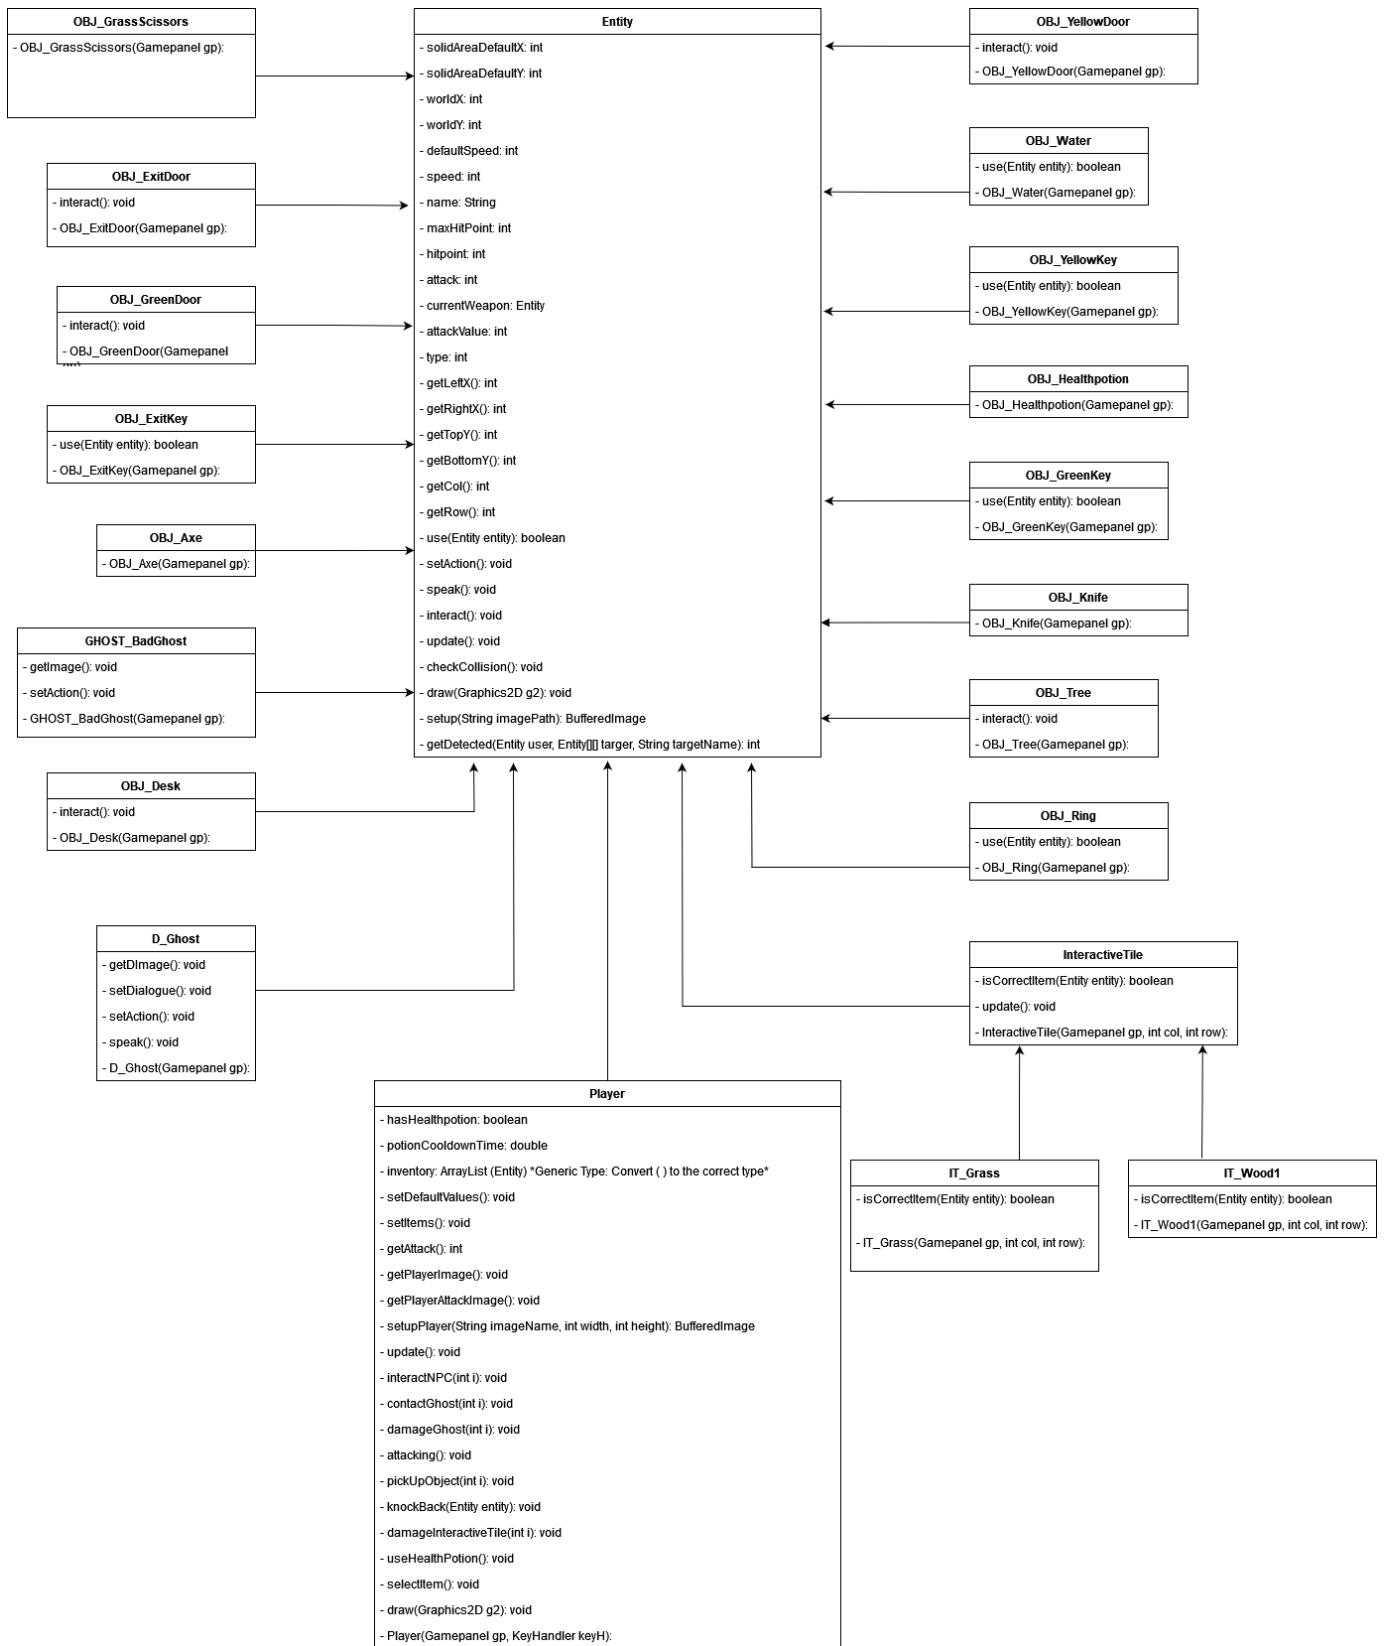 OBJ_GrassScissors
- OBJ_GrassScissors(Gamepanel gp):
OBJ_ExitDoor
- interact(): void
- OBJ_ExitDoor(Gamepanel gp):
OBJ_GreenDoor
- interact(): void
- OBJ_GreenDoor(Gamepanel
OBJ_ExitKey
- use(Entity entity): boolean
- OBJ_ExitKey(Gamepanel gp):
OBJ_Axe
- OBJ_Axe(Gamepanel gp):
GHOST_BadGhost
- getImage(): void
- setAction(): void
- GHOST_BadGhost(Gamepanel gp):
OBJ_Desk
- interact(): void
- OBJ_Desk(Gamepanel gp):
D_Ghost
- getDImage(): void
- setDialogue(): void
- setAction(): void
- speak(): void
- D_Ghost(Gamepanel gp):
Entity
- solidAreaDefaultX: int
- solidAreaDefaultY: int
- worldX: int
- worldY: int
- defaultSpeed: int
- speed: int
- name: String
- maxHitPoint: int
- hitpoint: int
- attack: int
- currentWeapon: Entity
- attackValue: int
- type: int
- getLeftX(): int
- getRightX(): int
- getTopY(): int
- getBottomY(): int
- getCol(): int
- getRow(): int
- use(Entity entity): boolean
- setAction(): void
- speak(): void
- interact(): void
- update(): void
- checkCollision(): void
- draw(Graphics2D g2): void
- setup(String imagePath): BufferedImage
- getDetected(Entity user, Entity[][] targer, String targetName): int
Player
- hasHealthpotion: boolean
- potionCooldownTime: double
- inventory: ArrayList (Entity) *Generic Type: Convert ( ) to the correct type*
- setDefaultValues(): void
- setItems(): void
- getAttack(): int
- getPlayerImage(): void
- getPlayerAttackImage(): void
- setupPlayer(String imageName, int width, int height): BufferedImage
- update(): void
- interactNPC(int i): void
- contactGhost(int i): void
- damageGhost(int i): void
- attacking(): void
- pickUpObject(int i): void
- knockBack(Entity entity): void
- damageInteractiveTile(int i): void
- useHealthPotion(): void
- selectItem(): void
- draw(Graphics2D g2): void
- Player(Gamepanel gp, KeyHandler keyH):
OBJ_YellowDoor
- interact(): void
- OBJ_YellowDoor(Gamepanel gp):
OBJ_Water
- use(Entity entity): boolean
- OBJ_Water(Gamepanel gp):
OBJ_YellowKey
- use(Entity entity): boolean
- OBJ_YellowKey(Gamepanel gp):
OBJ_Healthpotion
- OBJ_Healthpotion(Gamepanel gp):
OBJ_GreenKey
- use(Entity entity): boolean
- OBJ_GreenKey(Gamepanel gp):
OBJ_Knife
- OBJ_Knife(Gamepanel gp):
OBJ_Tree
- interact(): void
- OBJ_Tree(Gamepanel gp):
OBJ_Ring
- use(Entity entity): boolean
- OBJ_Ring(Gamepanel gp):
InteractiveTile
- isCorrectItem(Entity entity): boolean
- update(): void
- InteractiveTile(Gamepanel gp, int col, int row):
IT_Grass
- isCorrectItem(Entity entity): boolean
- IT_Grass(Gamepanel gp, int col, int row):
IT_Wood1
- isCorrectItem(Entity entity): boolean
- IT_Wood1(Gamepanel gp, int col, int row):